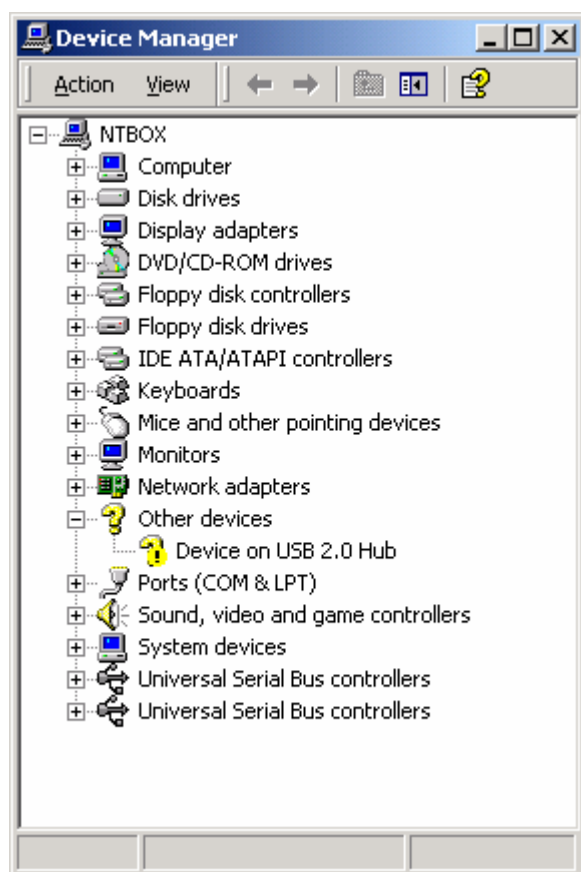 Device Manager
Action View
NTBOX
Computer
Disk drives
Display adapters
DVD/CD-ROM drives
Floppy disk controllers
Floppy disk drives
IDE ATA/ATAPI controllers
Keyboards
Mice and other pointing devices
Monitors
Network adapters
Other devices
Device on USB 2.0 Hub
Ports (COM & LPT)
Sound, video and game controllers
System devices
Universal Serial Bus controllers
Universal Serial Bus controllers